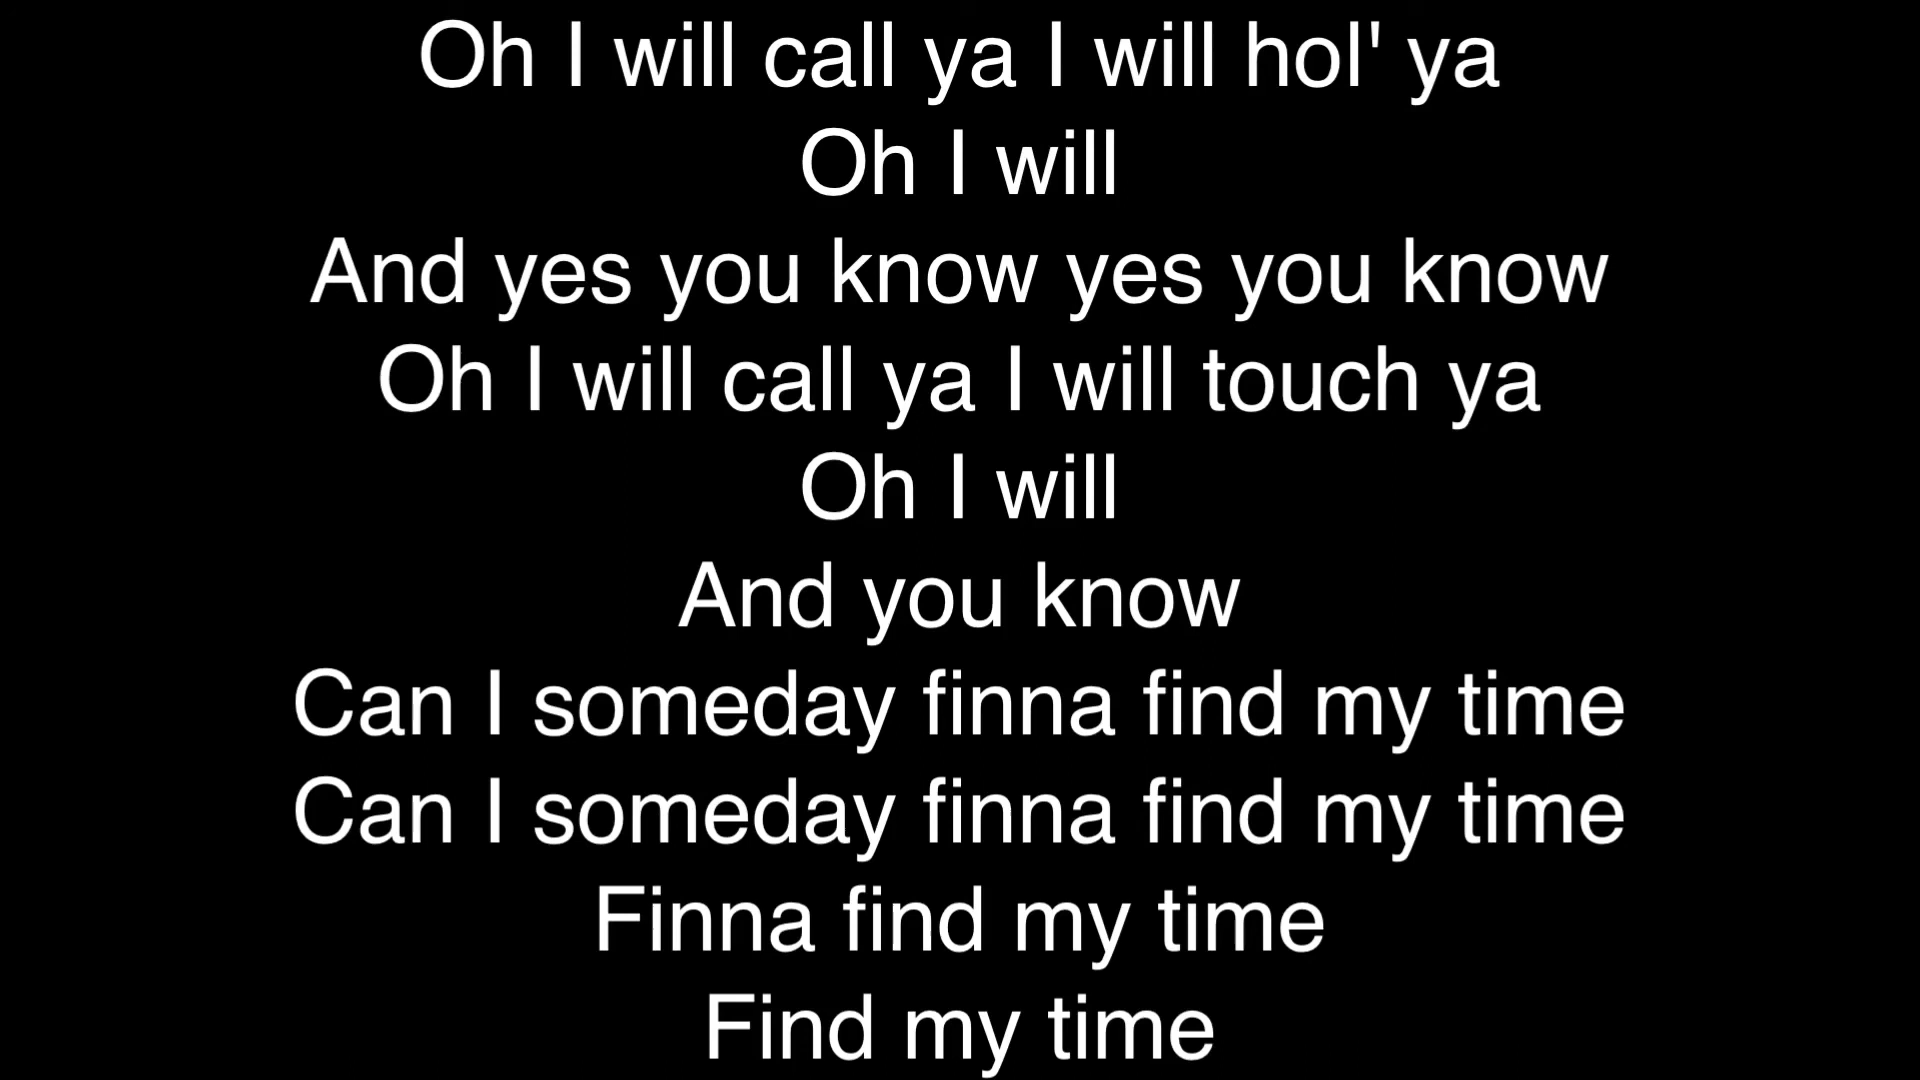 Oh I will call ya I will hol' ya
Oh I will
And yes you know yes you know
Oh I will call ya I will touch ya
Oh I will
And you know
Can I someday finna find my time
Can I someday finna find my time
Finna find my time
Find my time